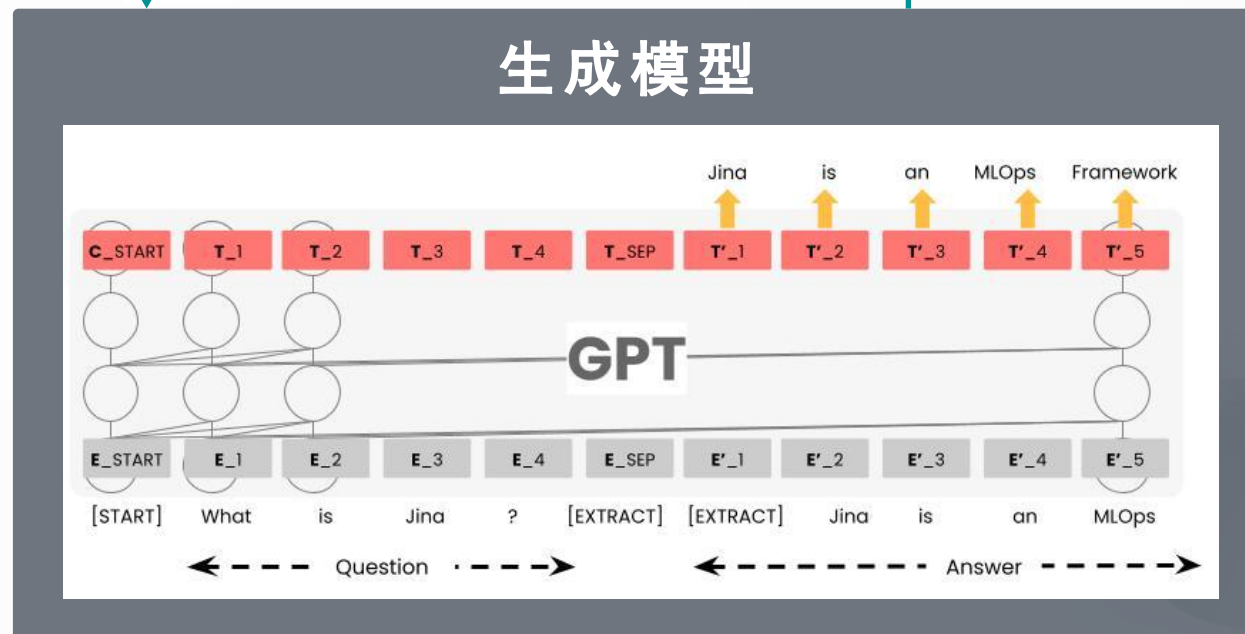 生成模型
Jina is an MLOps Framework
C_START T_1 T_2 T_3 T_4 T_SEP T'_1 T'_2 T'_3 T'_4 T'_5
GPT
E_START E_1 E_2 E_3 E_4 E_SEP E'_1 E'_2 E'_3 E'_4 E'_5
[START] What is Jina ? [EXTRACT] [EXTRACT] Jina is an MLOps
Question Answer